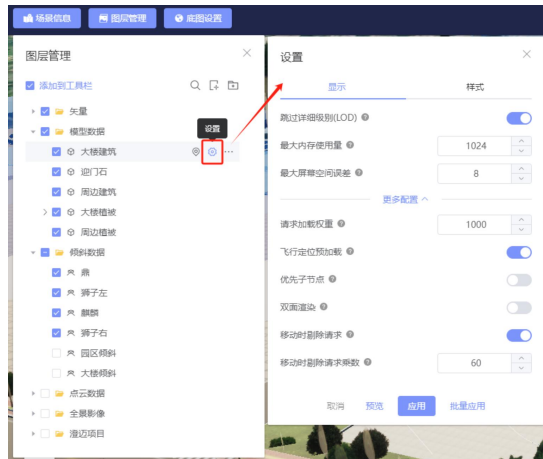 场景信息
图层管理
底图设置
图层管理
添加到工具栏
矢量
模型数据
设置
大楼建筑
迎门石
周边建筑
大楼植被
周边植被
倾斜数据
鼎
狮子左
麒麟
狮子右
园区倾斜
大楼倾斜
点云数据
全景影像
澄迈项目
设置
显示
样式
跳过详细级别(LOD)
最大内存使用量
1024
最大屏幕空间误差
8
更多配置
请求加载权重
1000
飞行定位预加载
优先子节点
双面渲染
移动时剔除请求
移动时剔除请求乘数
60
取消
预览
应用
批量应用